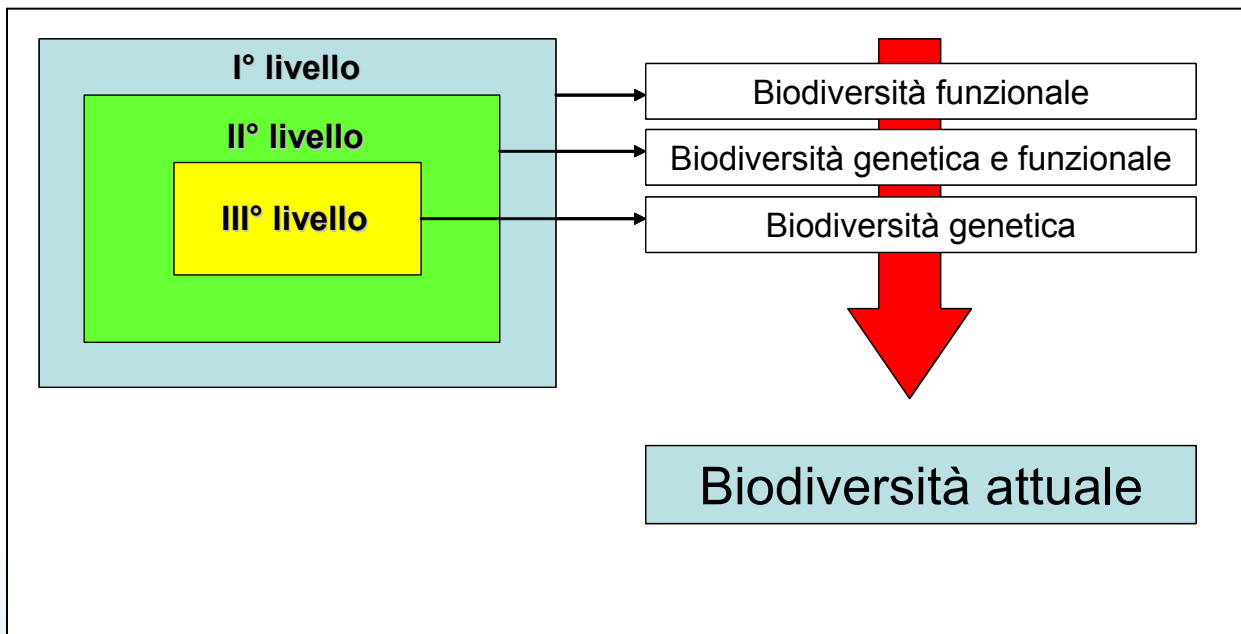 I° livello
II° livello
III° livello
Biodiversità funzionale
Biodiversità genetica e funzionale
Biodiversità genetica
Biodiversità attuale